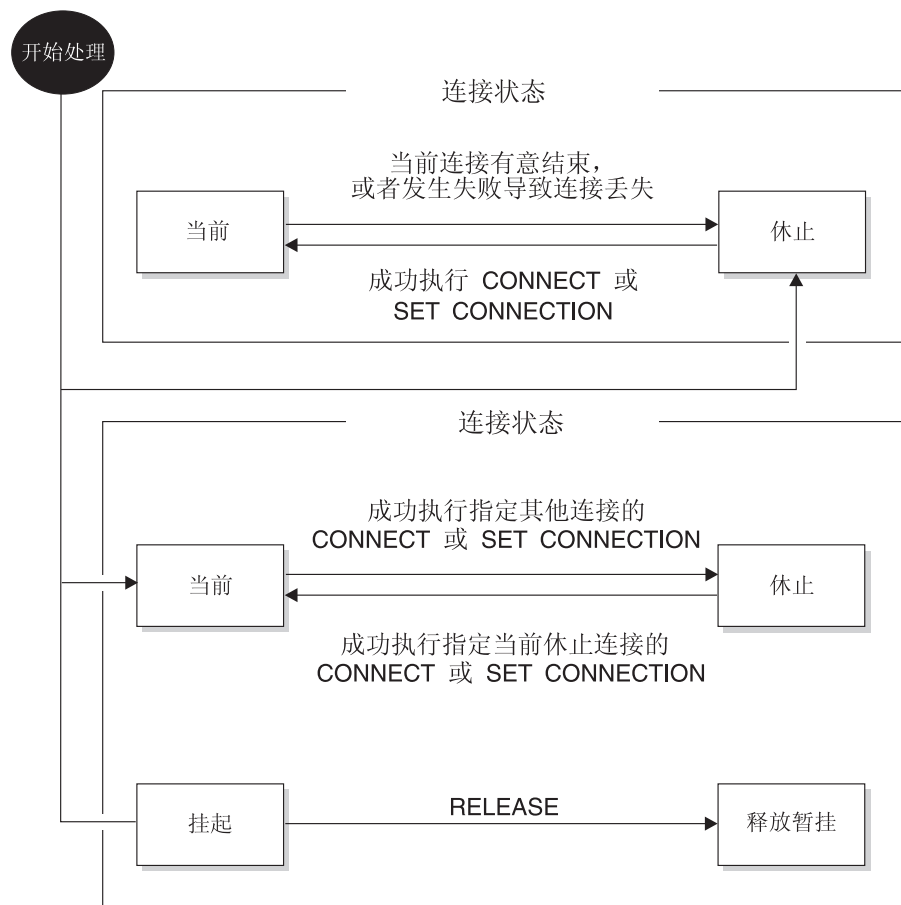 开始处理
连接状态
当前连接有意结束，
或者发生失败导致连接丢失
当前
休止
成功执行 CONNECT 或
SET CONNECTION
连接状态
成功执行指定其他连接的
CONNECT 或 SET CONNECTION
当前
休止
成功执行指定当前休止连接的
CONNECT 或 SET CONNECTION
挂起
RELEASE
释放暂挂